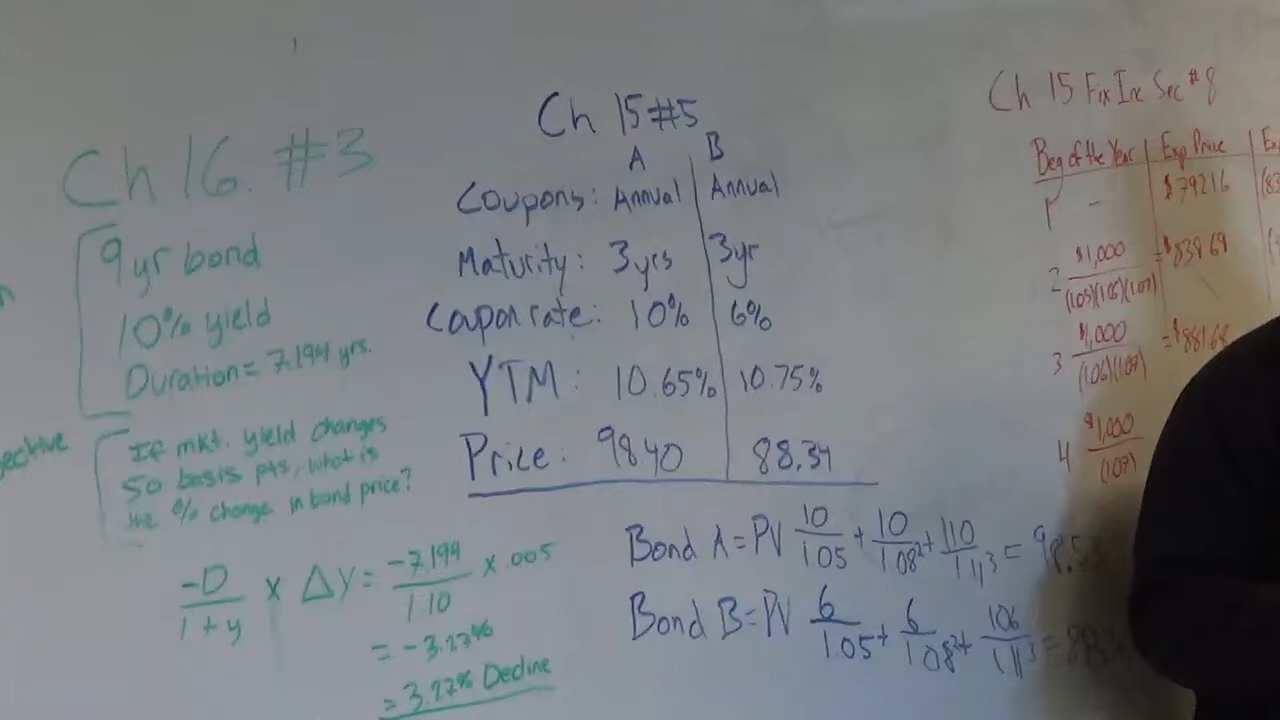 Ch 16. #3
9 yr bond
10% yield
Duration = 7.194 yrs.
If mkt. yield changes
50 basis pts, what is
the % change in bond price?
-D / 1+y x ΔY = -7.194 / 1.10 x .005
= -3.27%
= 3.27% Decline
Ch 15 #5
A B
Coupons: Annual Annual
Maturity: 3yrs 3yr
Coupon rate: 10% 6%
YTM: 10.65% 10.75%
Price: 98.40 88.34
Bond A = PV 10 / 1.05 + 10 / 1.08² + 110 / 1.11³ = 98.53
Bond B = PV 6 / 1.05 + 6 / 1.08² + 106 / 1.11³ = 88
Ch 15 Fix Inc Sec #8
Beg of the Year Exp Price
1 - $792.16
2 $1,000 / (1.05)(1.06)(1.07) = $839.69
3 $1,000 / (1.06)(1.07) = $881.68
4 $1,000 / (1.07)